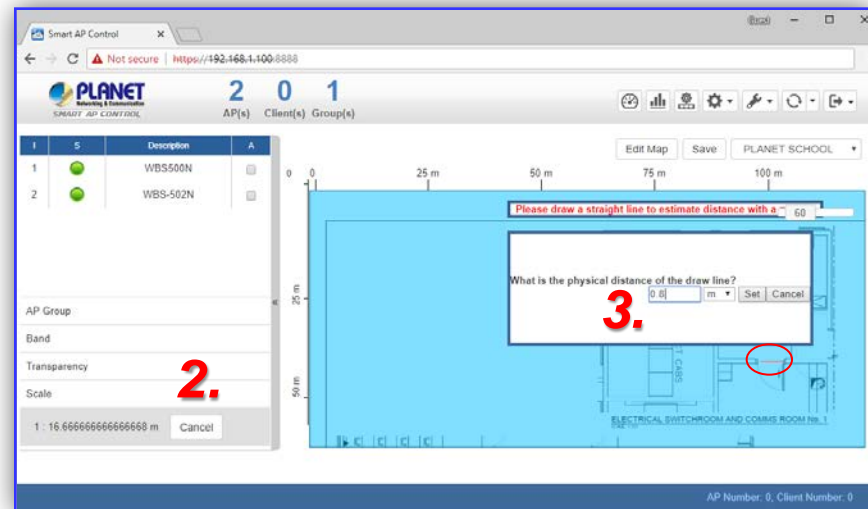 Smart AP Control
Not secure | https://192.168.1.100:8888
PLANET
Networking & Communication
SMART AP CONTROL
2 0 1
AP(s) Client(s) Group(s)
Edit Map Save PLANET SCHOOL
I S Description A
1 WBS500N
2 WBS-502N
0 0 25 m 50 m 75 m 100 m
Please draw a straight line to estimate distance with a
60
What is the physical distance of the draw line?
0.8 m Set Cancel
3.
25 m
50 m
AP Group
Band
Transparency
Scale
2.
1 : 16.666666666666668 m Cancel
CABS
ELECTRICAL SWITCHROOM AND COMMS ROOM No. 1
AP Number: 0, Client Number: 0